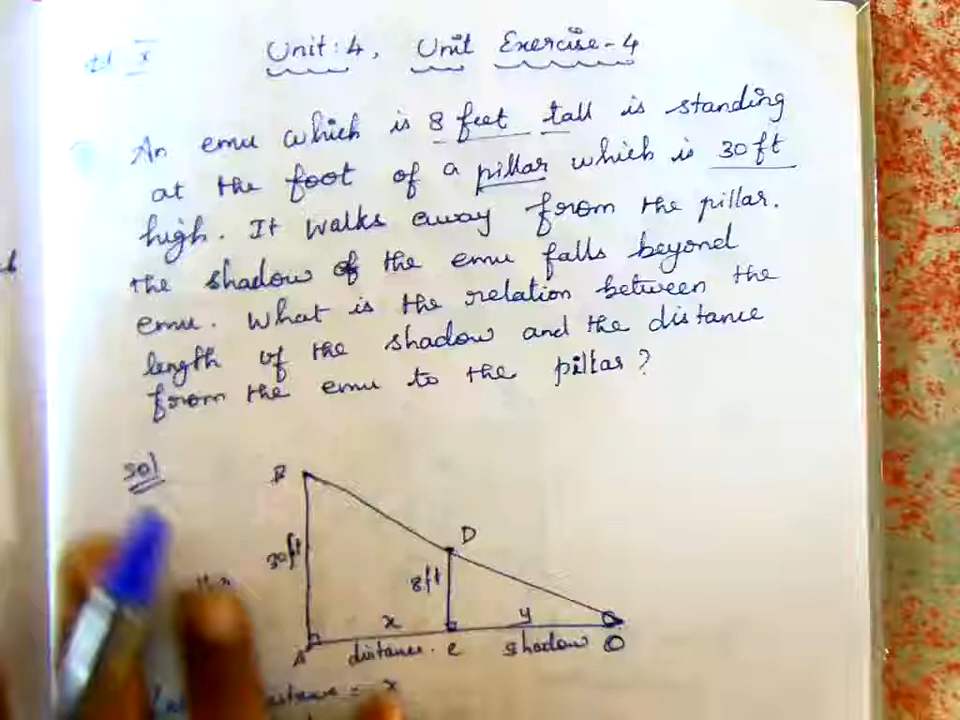 Unit: 4, Unit Exercise-4
An emu which is 8 feet tall is standing
at the foot of a pillar which is 30ft
high. It walks away from the pillar.
the shadow of the emu falls beyond
emu. What is the relation between the
length of the shadow and the distance
from the emu to the pillar?
sol
B
D
30ft
8ft
x
y
A
distance.
C
shadow
O
= x